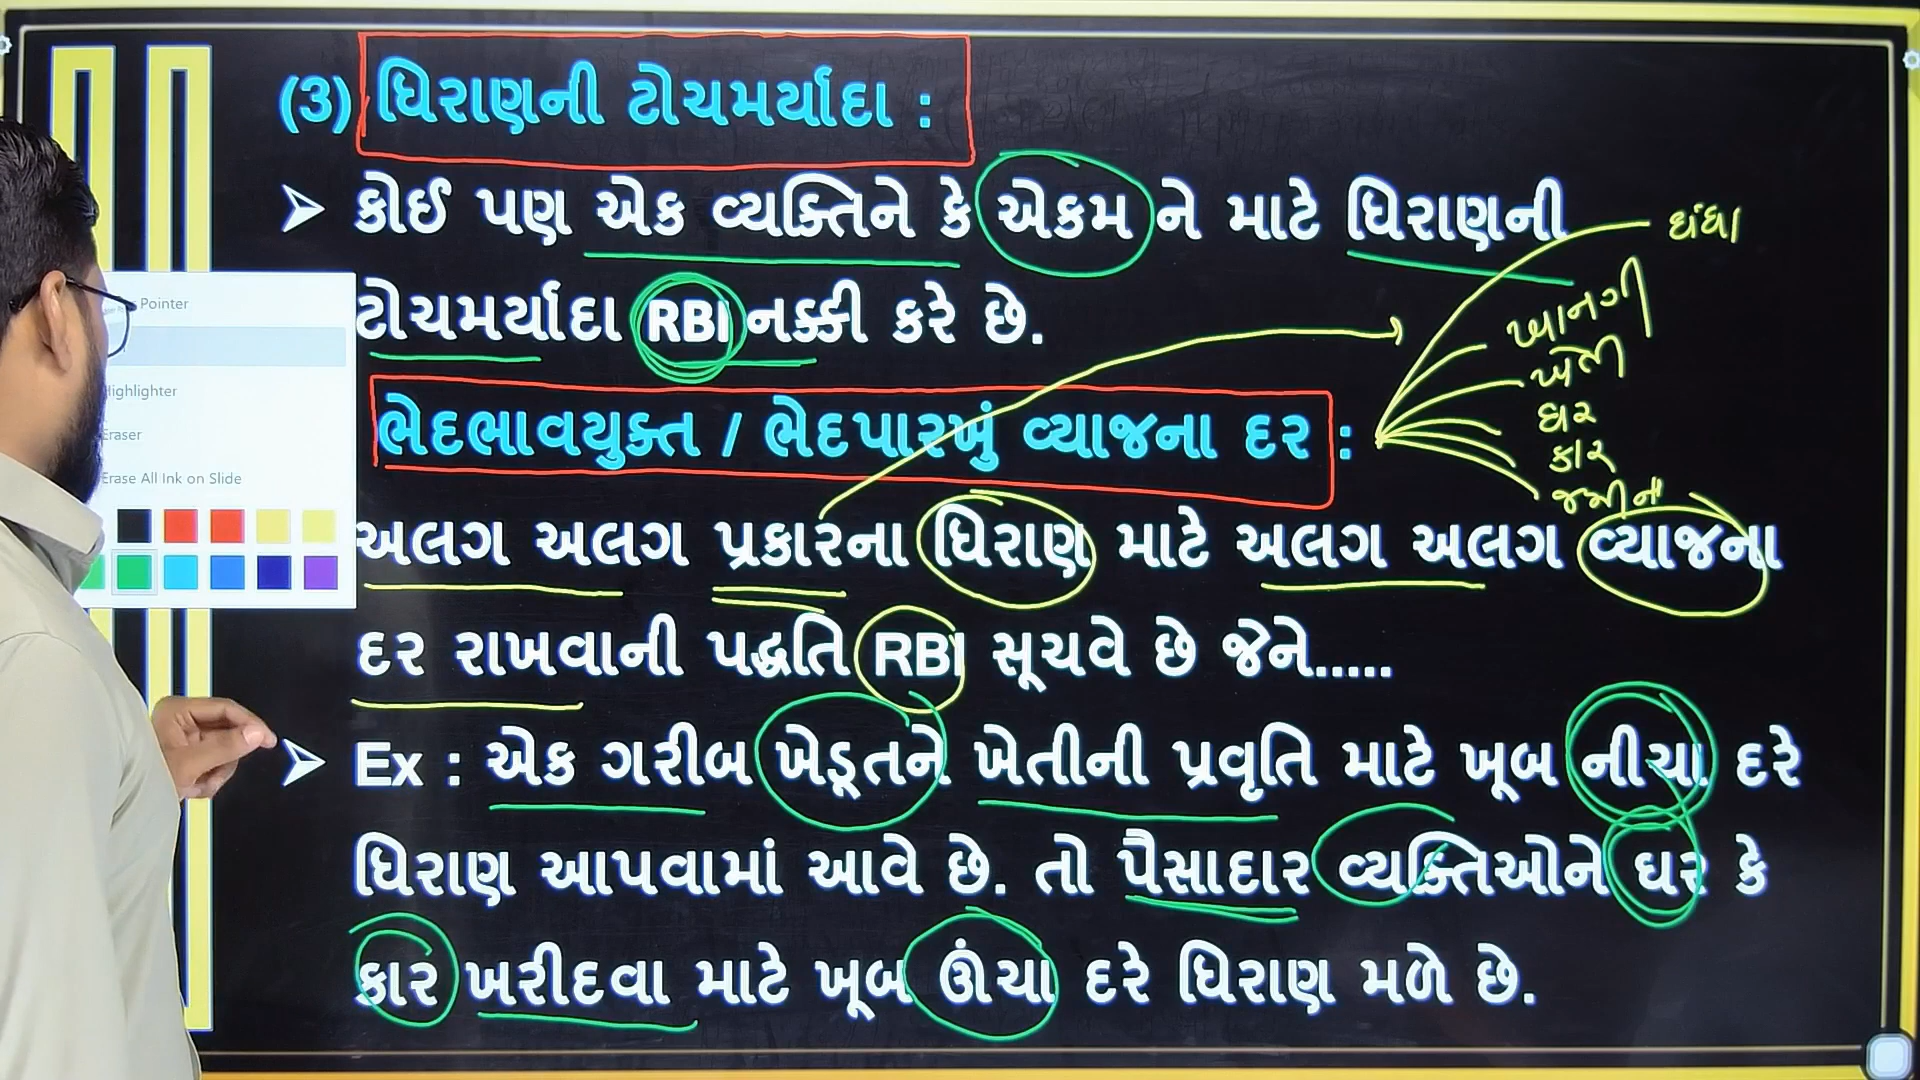 (૩) ધિરાણની ટોચમર્યાદા :
➢ કોઈ પણ એક વ્યક્તિને કે એકમ ને માટે ધિરાણની
ટોચમર્યાદા RBI નક્કી કરે છે.
ધંધા
ખાનગી
ખેતી
ઘર
કાર
જમીન
Pointer
Highlighter
Eraser
Erase All Ink on Slide
ભેદભાવયુક્ત / ભેદપારખું વ્યાજના દર :
અલગ અલગ પ્રકારના ધિરાણ માટે અલગ અલગ વ્યાજના
દર રાખવાની પદ્ધતિ RBI સૂચવે છે જેને.....
➢ Ex : એક ગરીબ ખેડૂતને ખેતીની પ્રવૃતિ માટે ખૂબ નીચા દરે
ધિરાણ આપવામાં આવે છે. તો પૈસાદાર વ્યક્તિઓને ઘર કે
કાર ખરીદવા માટે ખૂબ ઊંચા દરે ધિરાણ મળે છે.